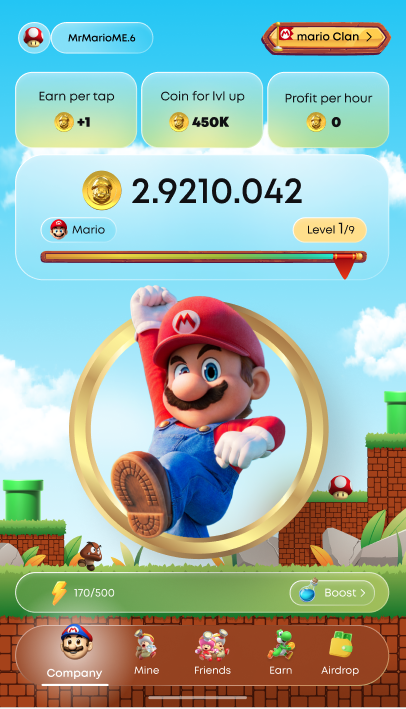 MrMarioME.6
mario Clan
Earn per tap
+1
Coin for lvl up
450K
Profit per hour
0
2.9210.042
Mario
Level 1/9
M
170/500
Boost
Company
Mine
Friends
Earn
Airdrop